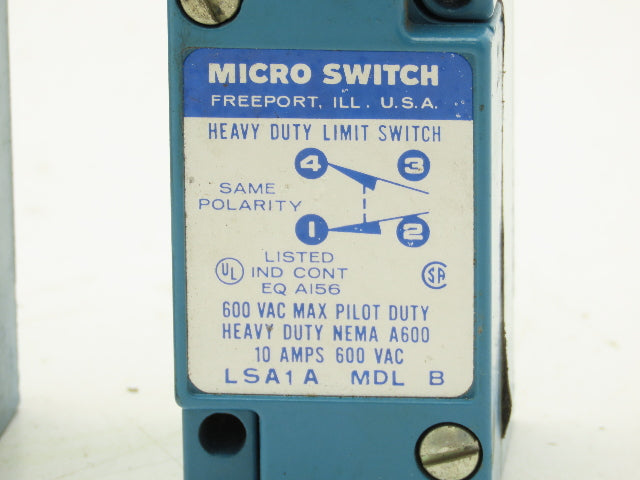 MICRO SWITCH
FREEPORT, ILL. U.S.A.
HEAVY DUTY LIMIT SWITCH
4 3
SAME
POLARITY
1 2
UL LISTED SA
IND CONT
EQ A156
600 VAC MAX PILOT DUTY
HEAVY DUTY NEMA A600
10 AMPS 600 VAC
LSA1A MDL B